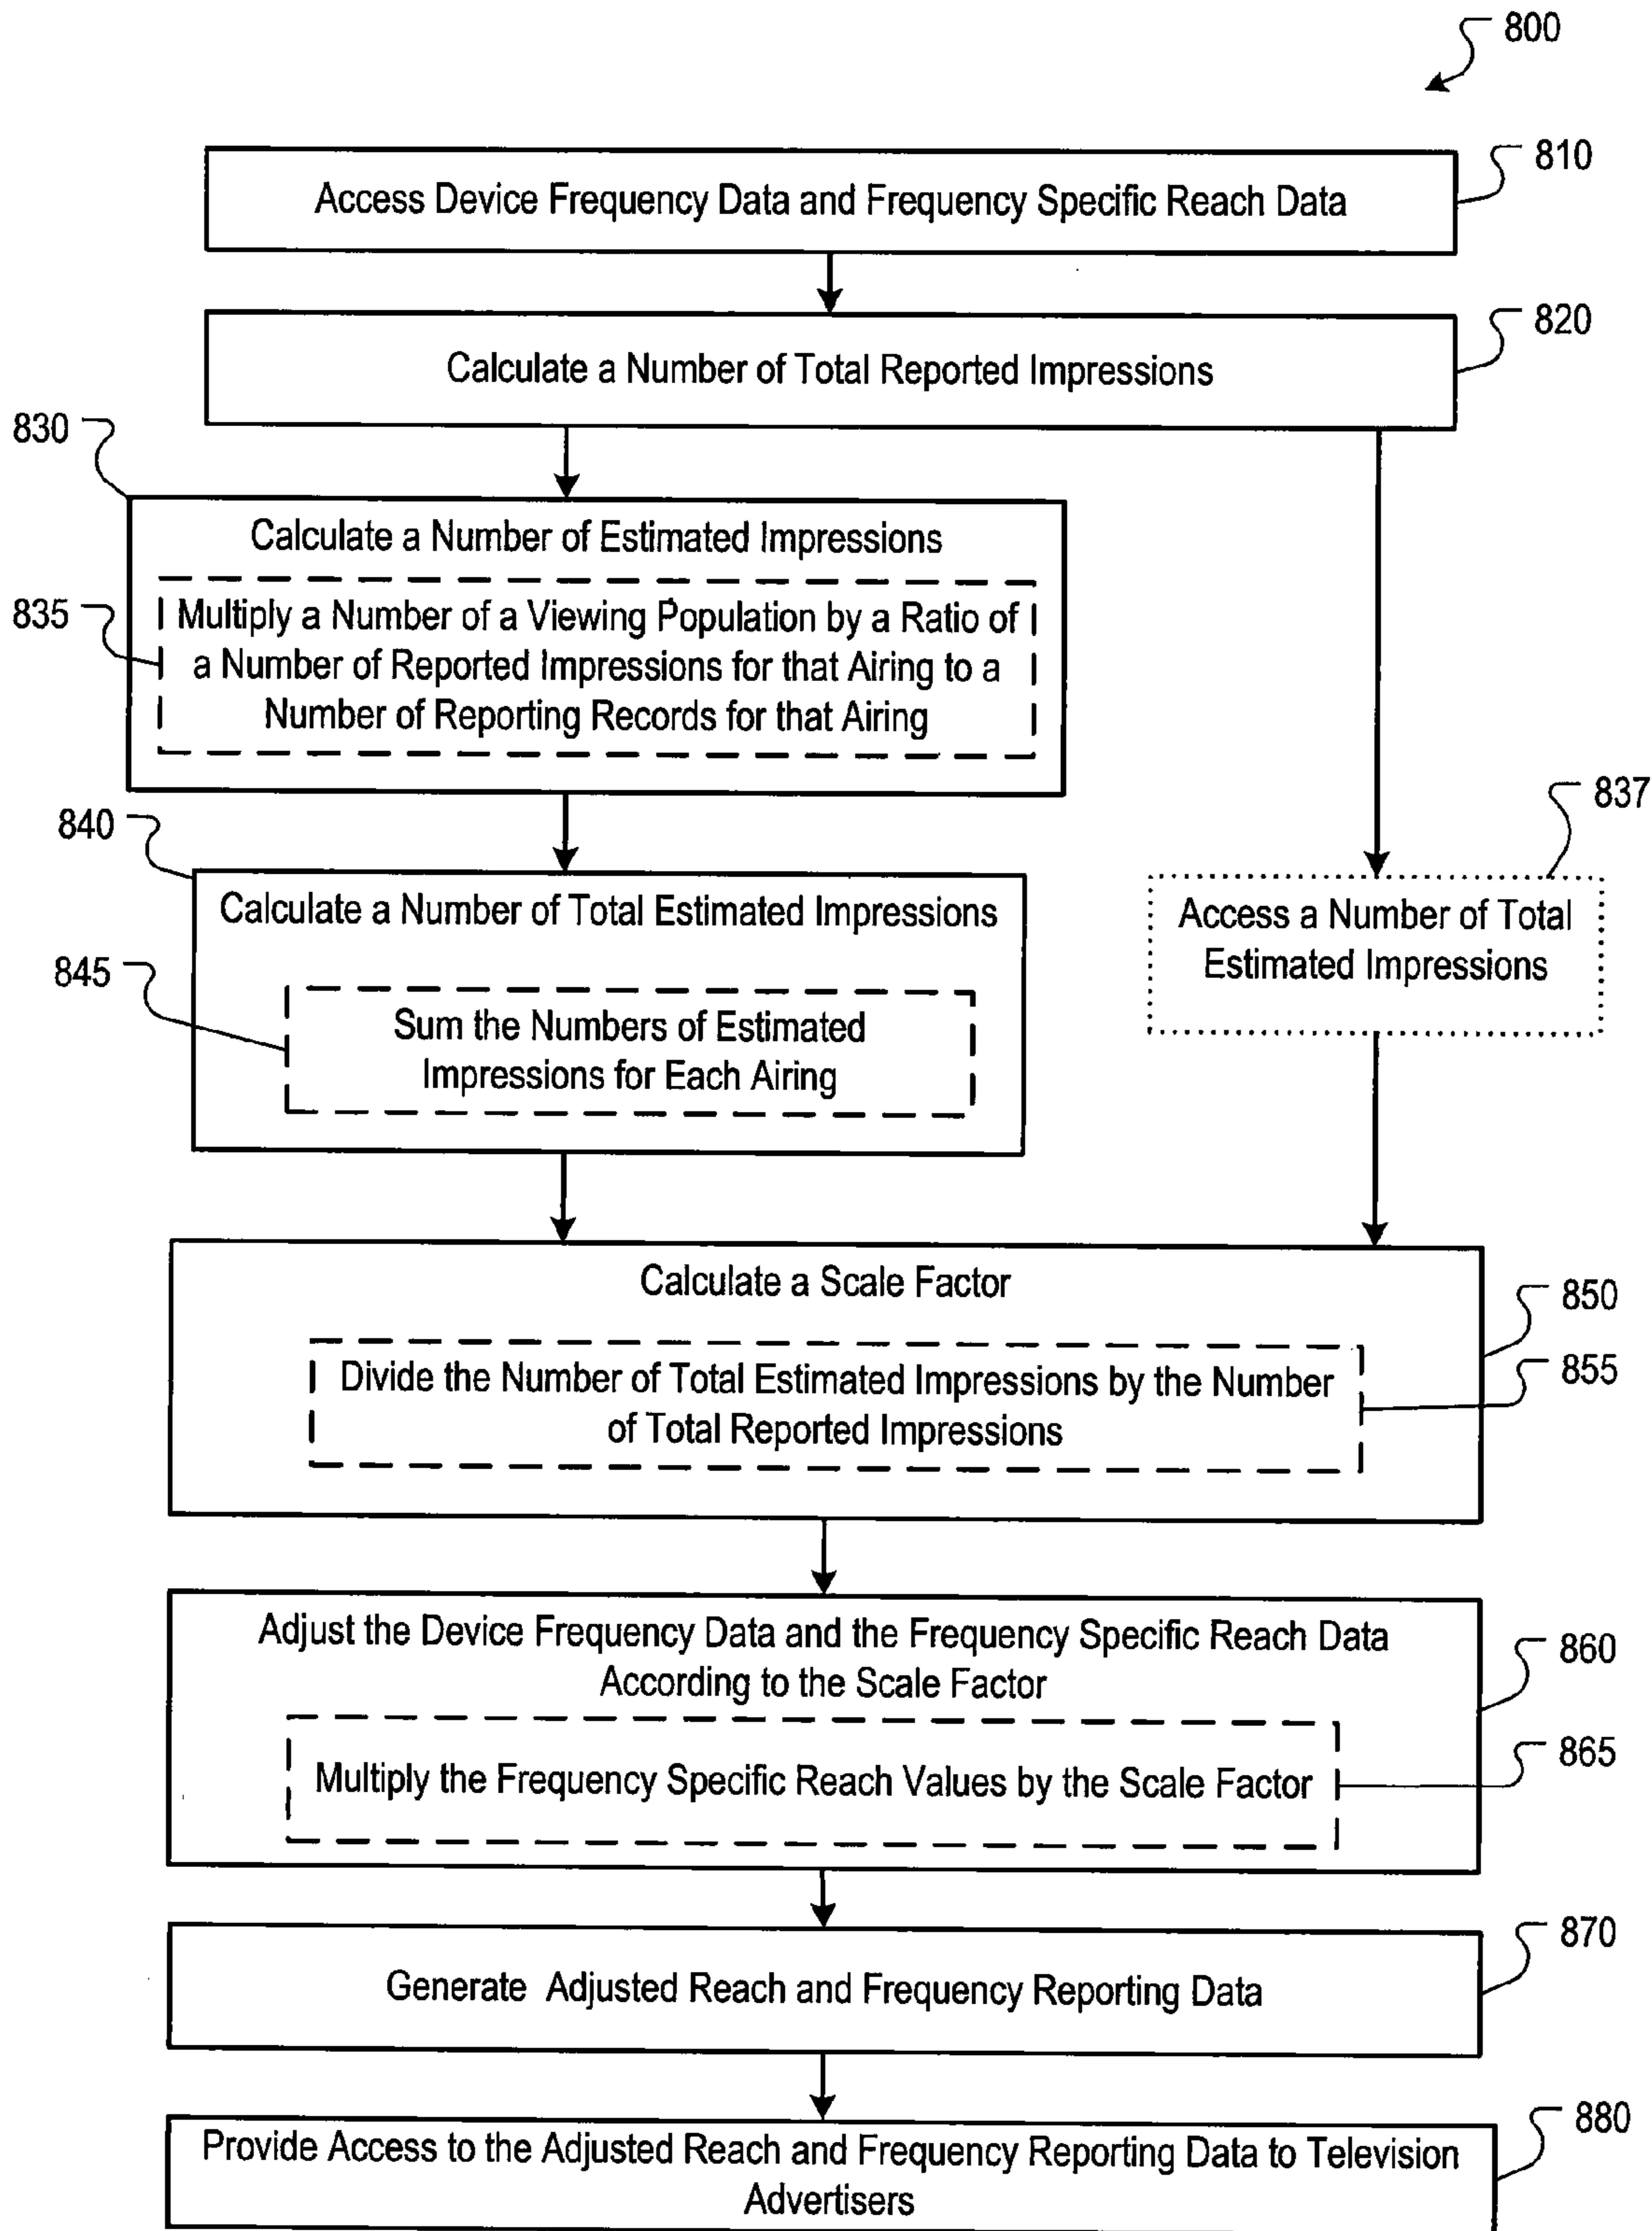 800
810
Access Device Frequency Data and Frequency Specific Reach Data
820
Calculate a Number of Total Reported Impressions
830
Calculate a Number of Estimated Impressions
835
Multiply a Number of a Viewing Population by a Ratio of
a Number of Reported Impressions for that Airing to a
Number of Reporting Records for that Airing
837
840
Calculate a Number of Total Estimated Impressions
Access a Number of Total
Estimated Impressions
845
Sum the Numbers of Estimated
Impressions for Each Airing
Calculate a Scale Factor
850
855
Divide the Number of Total Estimated Impressions by the Number
of Total Reported Impressions
Adjust the Device Frequency Data and the Frequency Specific Reach Data
According to the Scale Factor
860
865
Multiply the Frequency Specific Reach Values by the Scale Factor
870
Generate Adjusted Reach and Frequency Reporting Data
880
Provide Access to the Adjusted Reach and Frequency Reporting Data to Television
Advertisers